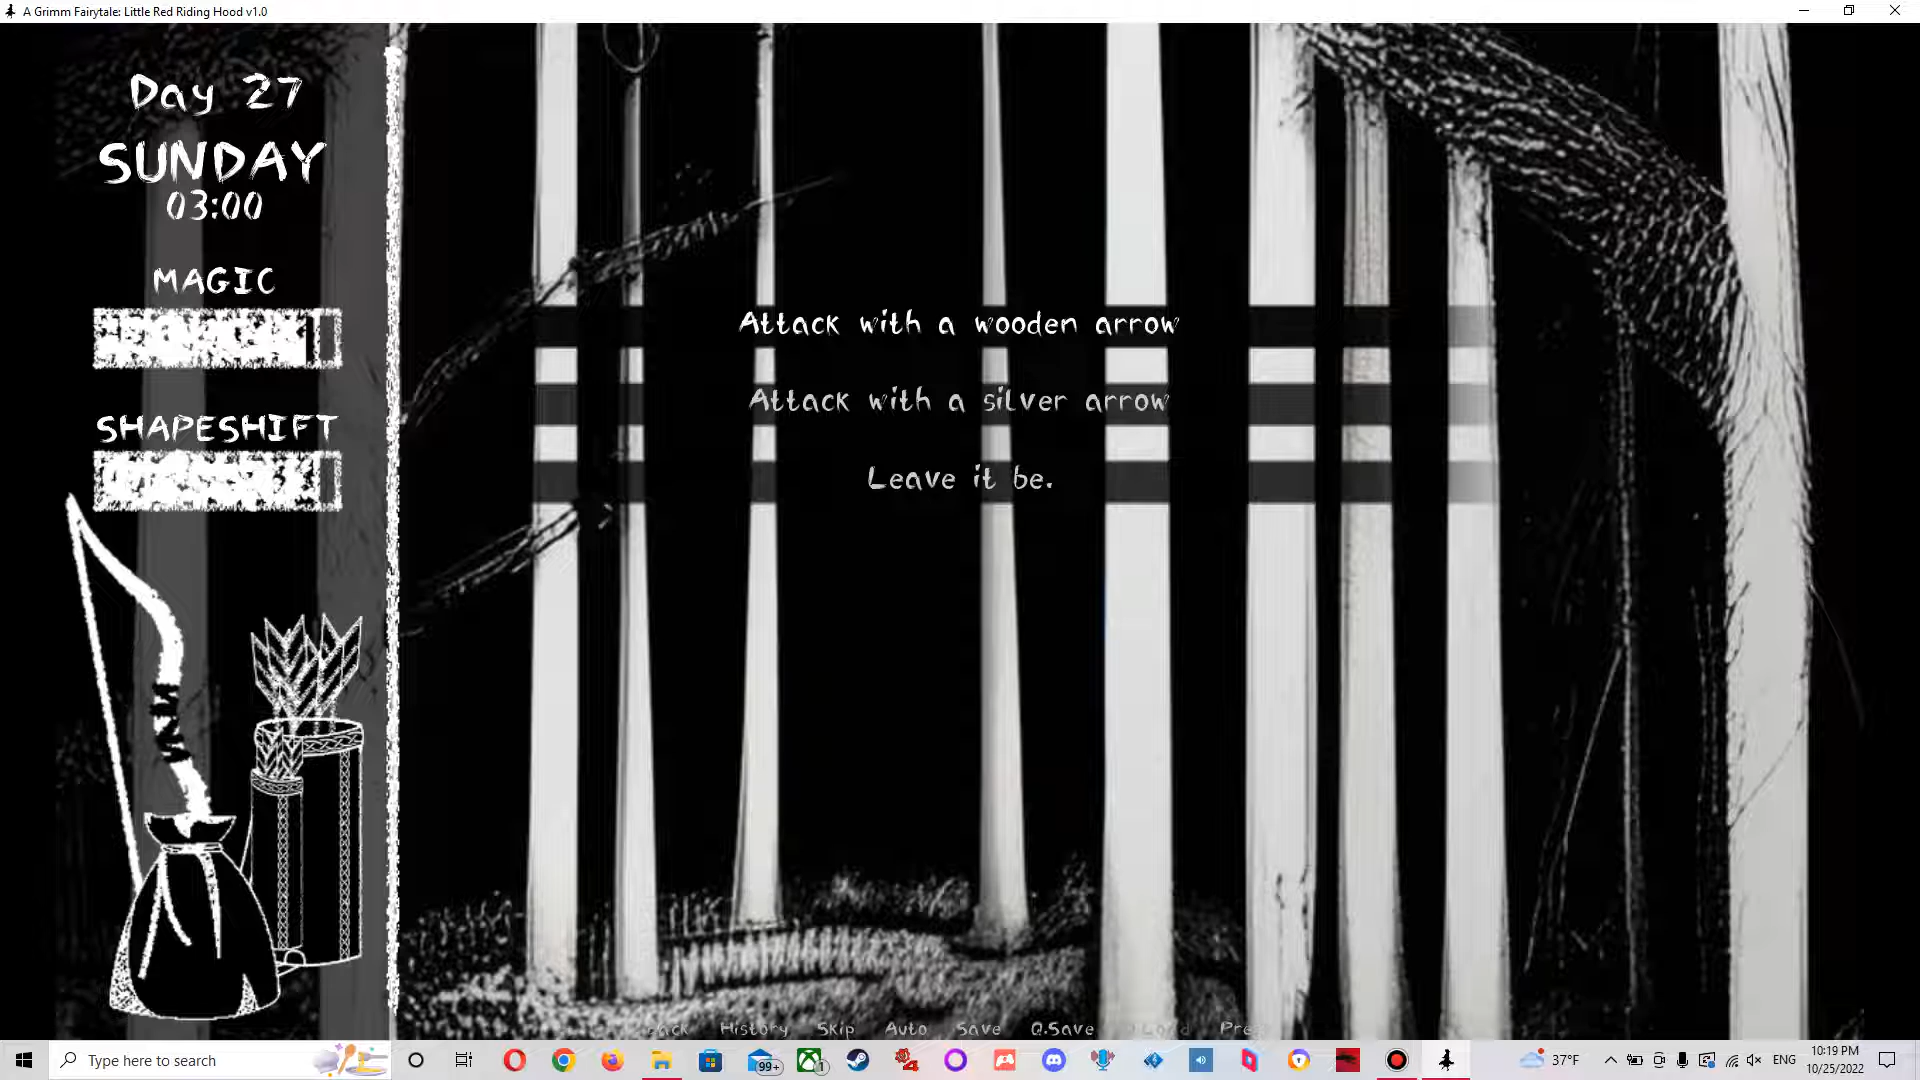 A Grimm Fairytale: Little Red Riding Hood v1.0
Day 27
SUNDAY
03:00
MAGIC
SHAPESHIFT
Attack with a wooden arrow
Attack with a silver arrow
Leave it be.
History Skip Auto Save Q.Save
Type here to search
99+
1
37°F
ENG
10:19 PM
10/25/2022